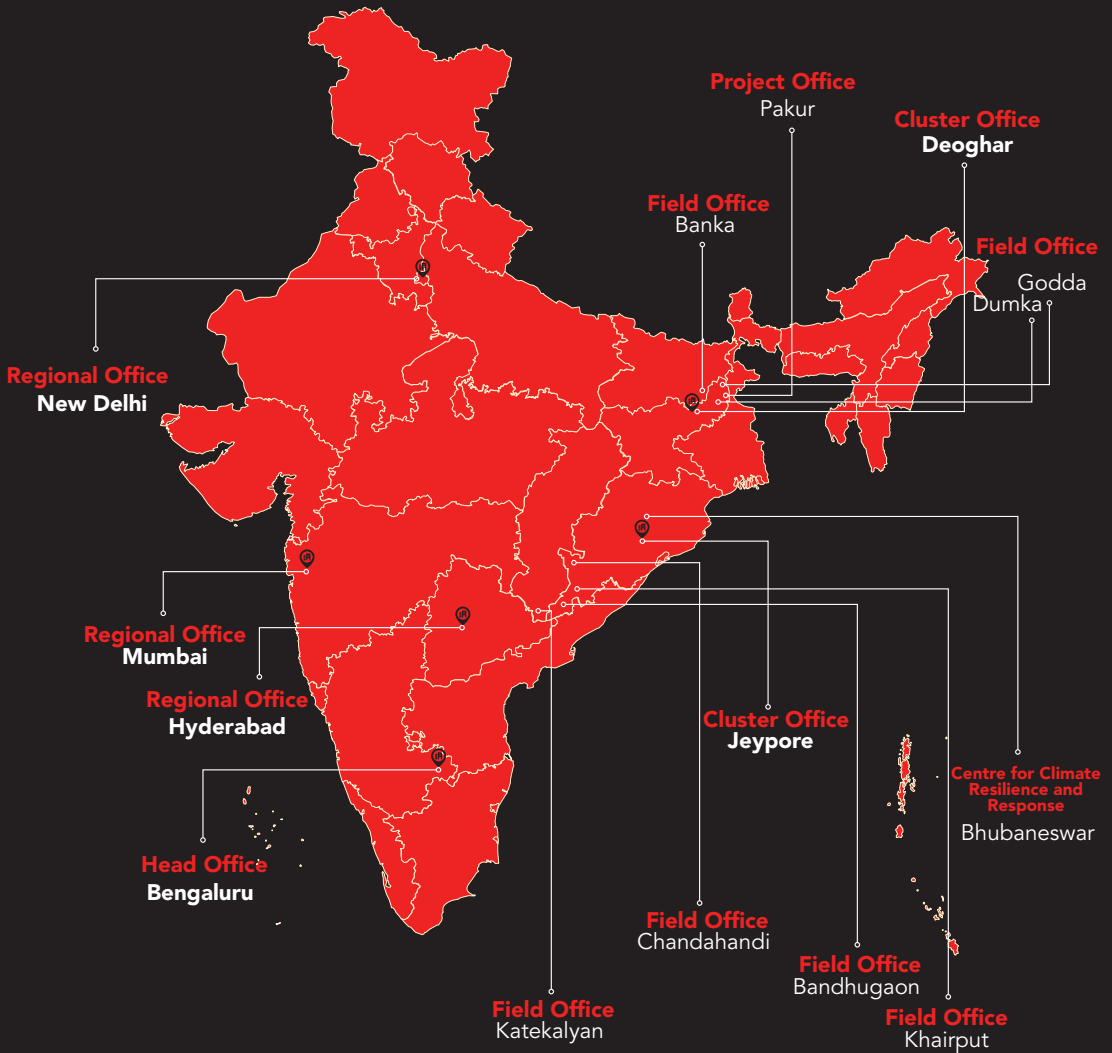 Project Office
Pakur
Cluster Office
Deoghar
Field Office
Banka
Field Office
Godda
Dumka
Regional Office
New Delhi
Regional Office
Mumbai
Regional Office
Hyderabad
Cluster Office
Jeypore
Centre for Climate
Resilience and
Response
Bhubaneswar
Head Office
Bengaluru
Field Office
Chandahandi
Field Office
Bandhugaon
Field Office
Katekalyan
Field Office
Khairput